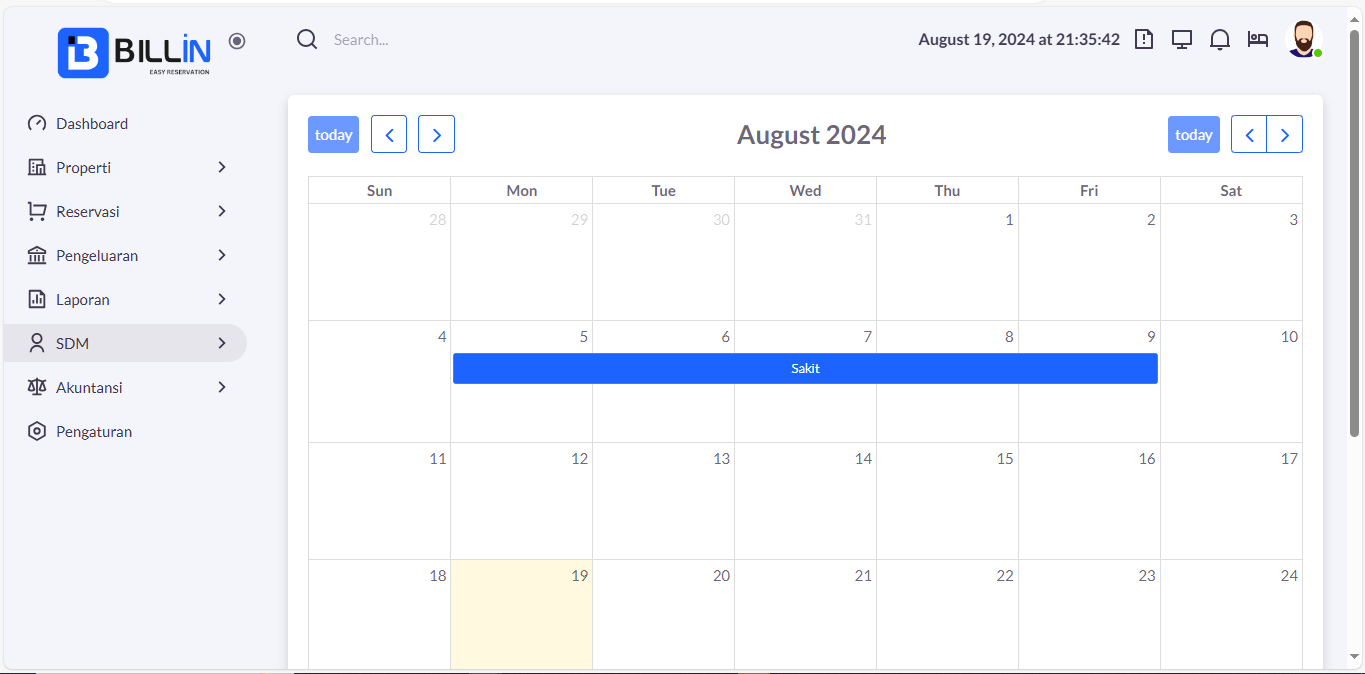 BILLIN
EASY RESERVATION
Search...
August 19, 2024 at 21:35:42
Dashboard
Properti
Reservasi
Pengeluaran
Laporan
SDM
Akuntansi
Pengaturan
today
August 2024
today
Sun Mon Tue Wed Thu Fri Sat
28 29 30 31 1 2 3
4 5 6 7 8 9 10
Sakit
11 12 13 14 15 16 17
18 19 20 21 22 23 24